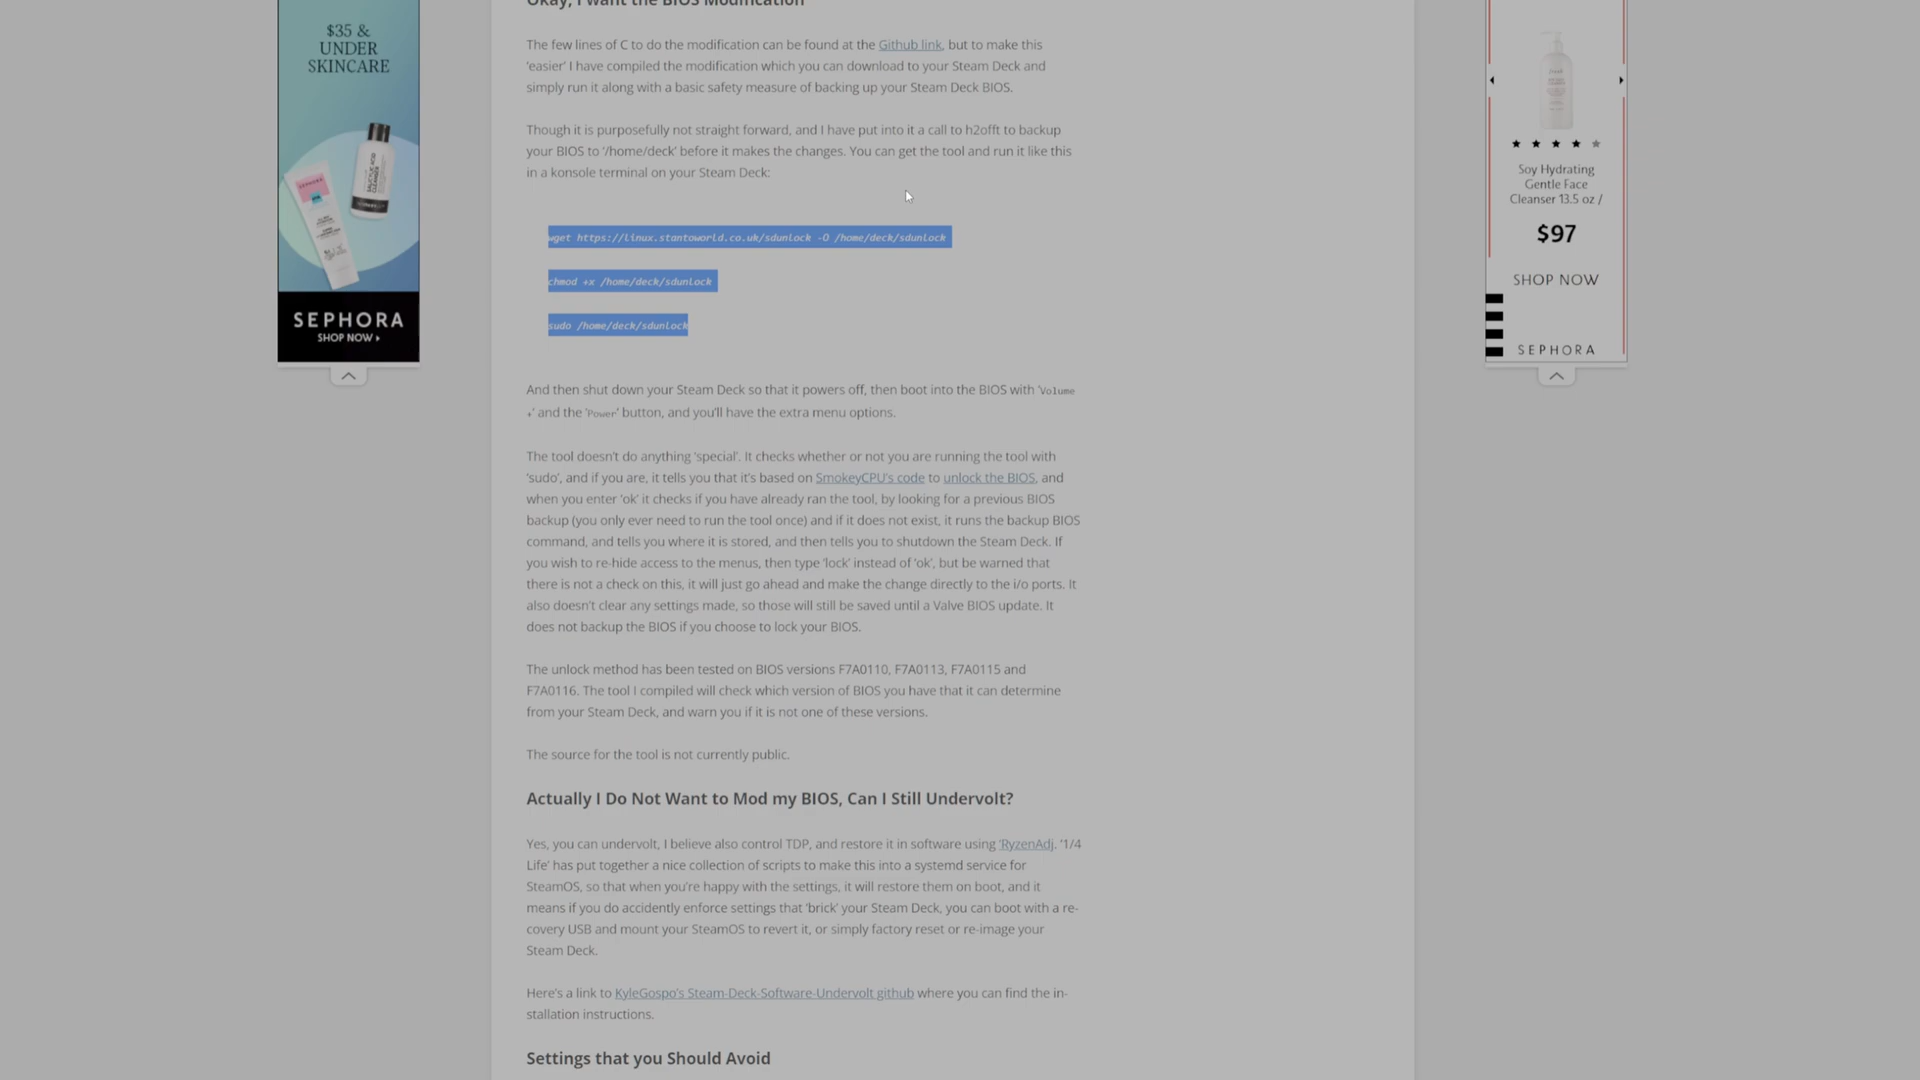 Okay, I want the BIOS Modification
$35 &
UNDER
SKINCARE
SEPHORA
SHOP NOW
The few lines of C to do the modification can be found at the Github link, but to make this
‘easier’ I have compiled the modification which you can download to your Steam Deck and
simply run it along with a basic safety measure of backing up your Steam Deck BIOS.
Though it is purposefully not straight forward, and I have put into it a call to h2offt to backup
your BIOS to ‘/home/deck’ before it makes the changes. You can get the tool and run it like this
in a konsole terminal on your Steam Deck:
wget https://linux.stantoworld.co.uk/sdunlock -O /home/deck/sdunlock
chmod +x /home/deck/sdunlock
sudo /home/deck/sdunlock
And then shut down your Steam Deck so that it powers off, then boot into the BIOS with ‘Volume
+’ and the ‘Power’ button, and you’ll have the extra menu options.
The tool doesn’t do anything ‘special’. It checks whether or not you are running the tool with
‘sudo’, and if you are, it tells you that it’s based on SmokeyCPU’s code to unlock the BIOS, and
when you enter ‘ok’ it checks if you have already ran the tool, by looking for a previous BIOS
backup (you only ever need to run the tool once) and if it does not exist, it runs the backup BIOS
command, and tells you where it is stored, and then tells you to shutdown the Steam Deck. If
you wish to re-hide access to the menus, then type ‘lock’ instead of ‘ok’, but be warned that
there is not a check on this, it will just go ahead and make the change directly to the i/o ports. It
also doesn’t clear any settings made, so those will still be saved until a Valve BIOS update. It
does not backup the BIOS if you choose to lock your BIOS.
The unlock method has been tested on BIOS versions F7A0110, F7A0113, F7A0115 and
F7A0116. The tool I compiled will check which version of BIOS you have that it can determine
from your Steam Deck, and warn you if it is not one of these versions.
The source for the tool is not currently public.
Actually I Do Not Want to Mod my BIOS, Can I Still Undervolt?
Yes, you can undervolt, I believe also control TDP, and restore it in software using ‘RyzenAdj. ‘1/4
Life’ has put together a nice collection of scripts to make this into a systemd service for
SteamOS, so that when you’re happy with the settings, it will restore them on boot, and it
means if you do accidently enforce settings that ‘brick’ your Steam Deck, you can boot with a re-
covery USB and mount your SteamOS to revert it, or simply factory reset or re-image your
Steam Deck.
Here’s a link to KyleGospo’s Steam-Deck-Software-Undervolt github where you can find the in-
stallation instructions.
Settings that you Should Avoid
Soy Hydrating
Gentle Face
Cleanser 13.5 oz /
$97
SHOP NOW
SEPHORA